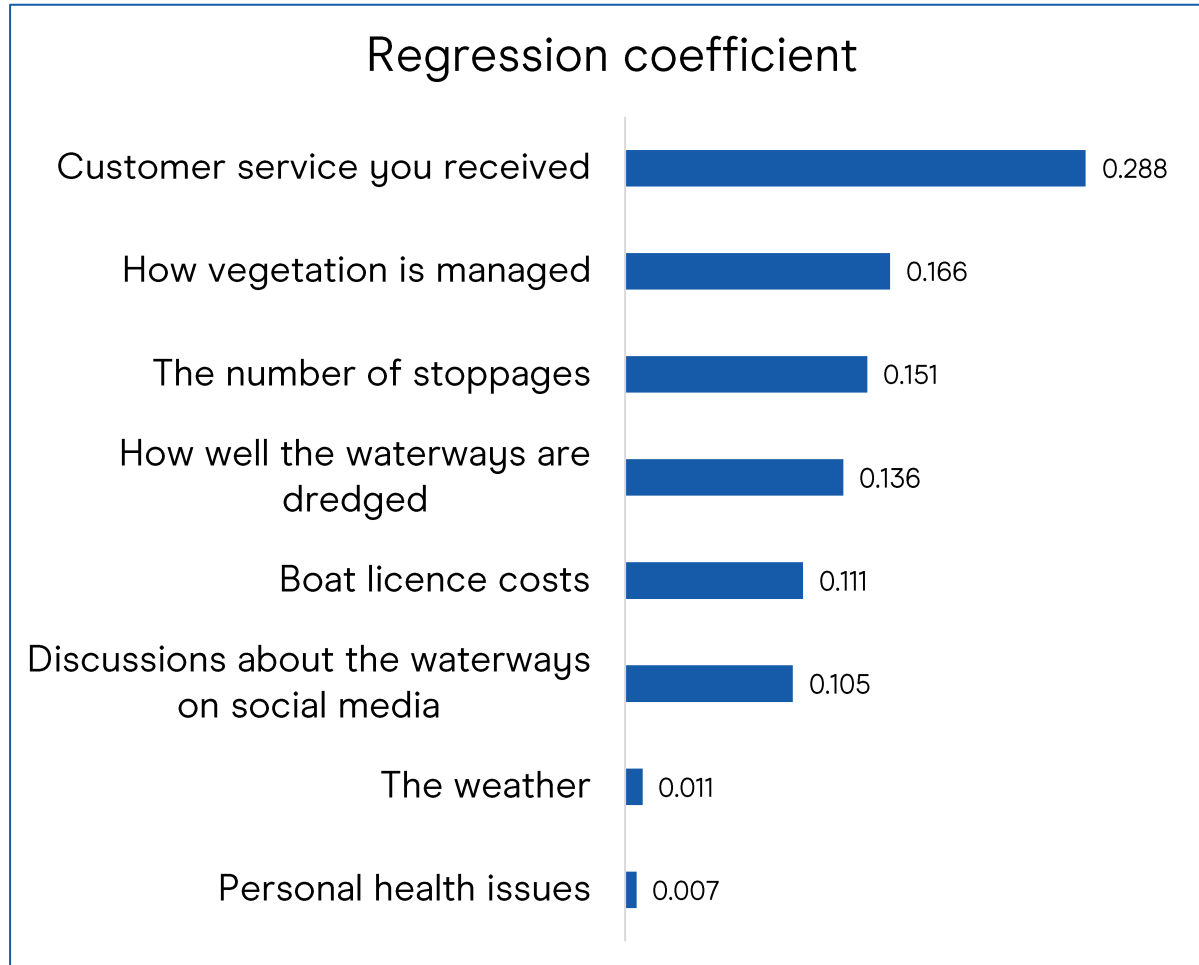 Regression coefficient
Customer service you received 0.288
How vegetation is managed 0.166
The number of stoppages 0.151
How well the waterways are
dredged 0.136
Boat licence costs 0.111
Discussions about the waterways
on social media 0.105
The weather 0.011
Personal health issues 0.007